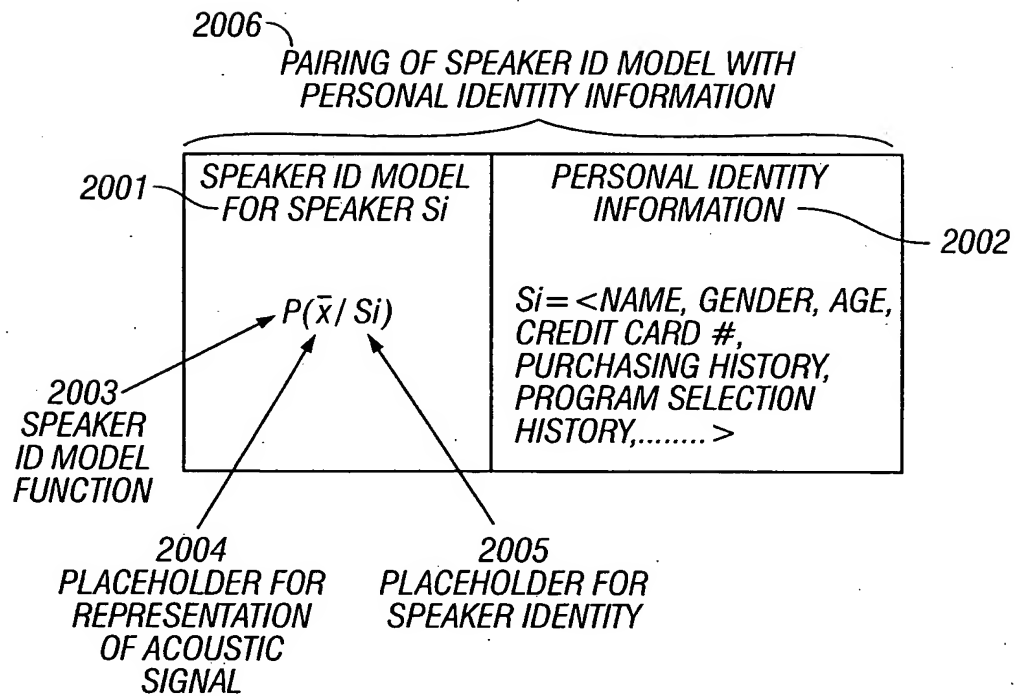 2006
PAIRING OF SPEAKER ID MODEL WITH
PERSONAL IDENTITY INFORMATION
2001
SPEAKER ID MODEL
FOR SPEAKER Si
PERSONAL IDENTITY
INFORMATION
2002
P(x̄/ Si)
Si=<NAME, GENDER, AGE,
CREDIT CARD #,
PURCHASING HISTORY,
PROGRAM SELECTION
HISTORY,........>
2003
SPEAKER
ID MODEL
FUNCTION
2004
PLACEHOLDER FOR
REPRESENTATION
OF ACOUSTIC
SIGNAL
2005
PLACEHOLDER FOR
SPEAKER IDENTITY